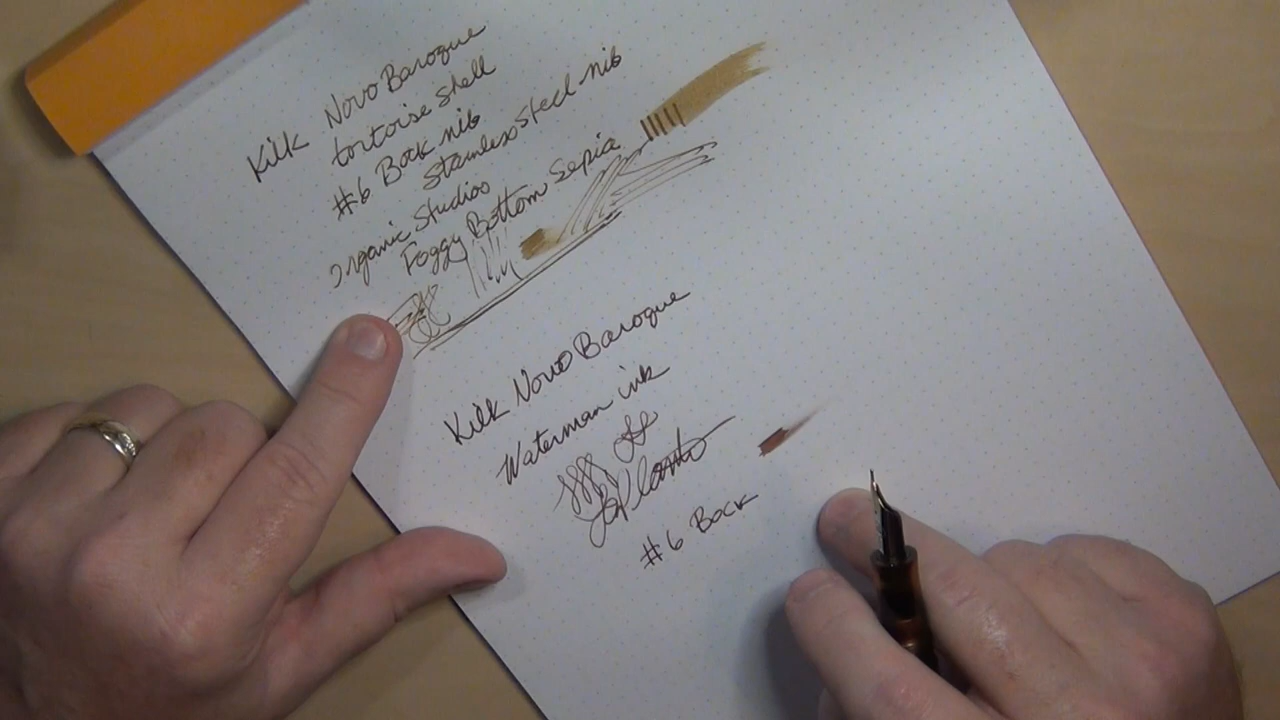 Kilk Novo Baroque
tortoise shell
#6 Bock nib
Stainless Steel nib
Organic Studios
Foggy Bottom Sepia
Kilk Novo Baroque
Waterman ink
#6 Bock